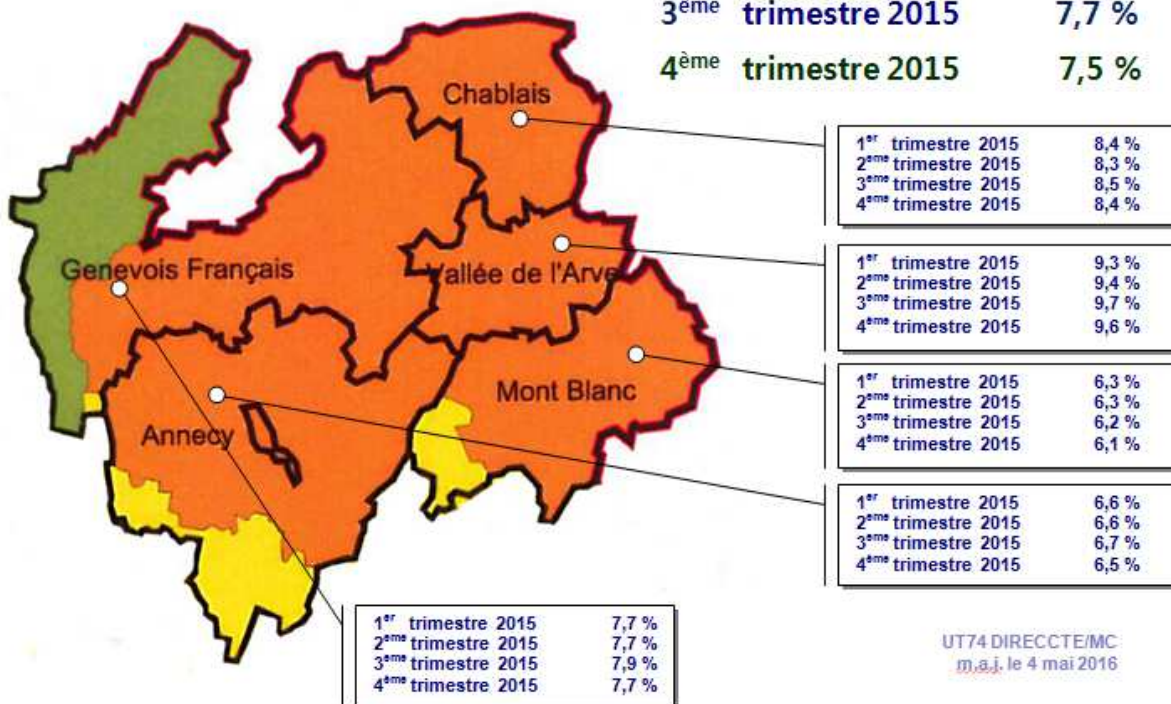 3ème trimestre 2015 7,7 %
4ème trimestre 2015 7,5 %
Chablais
1er trimestre 2015 8,4 %
2ème trimestre 2015 8,3 %
3ème trimestre 2015 8,5 %
4ème trimestre 2015 8,4 %
Genevois Français
Vallée de l'Arve
1er trimestre 2015 9,3 %
2ème trimestre 2015 9,4 %
3ème trimestre 2015 9,7 %
4ème trimestre 2015 9,6 %
Mont Blanc
1er trimestre 2015 6,3 %
2ème trimestre 2015 6,3 %
3ème trimestre 2015 6,2 %
4ème trimestre 2015 6,1 %
Annecy
1er trimestre 2015 6,6 %
2ème trimestre 2015 6,6 %
3ème trimestre 2015 6,7 %
4ème trimestre 2015 6,5 %
1er trimestre 2015 7,7 %
2ème trimestre 2015 7,7 %
3ème trimestre 2015 7,9 %
4ème trimestre 2015 7,7 %
UT74 DIRECCTE/MC
m.a.j. le 4 mai 2016